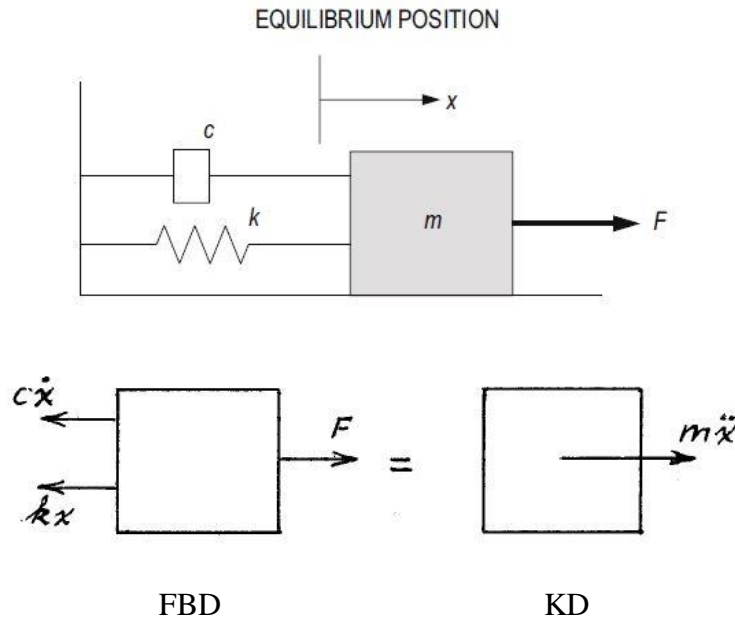 EQUILIBRIUM POSITION
x
c
k
m
F
cẋ
F
=
mẍ
kx
FBD
KD